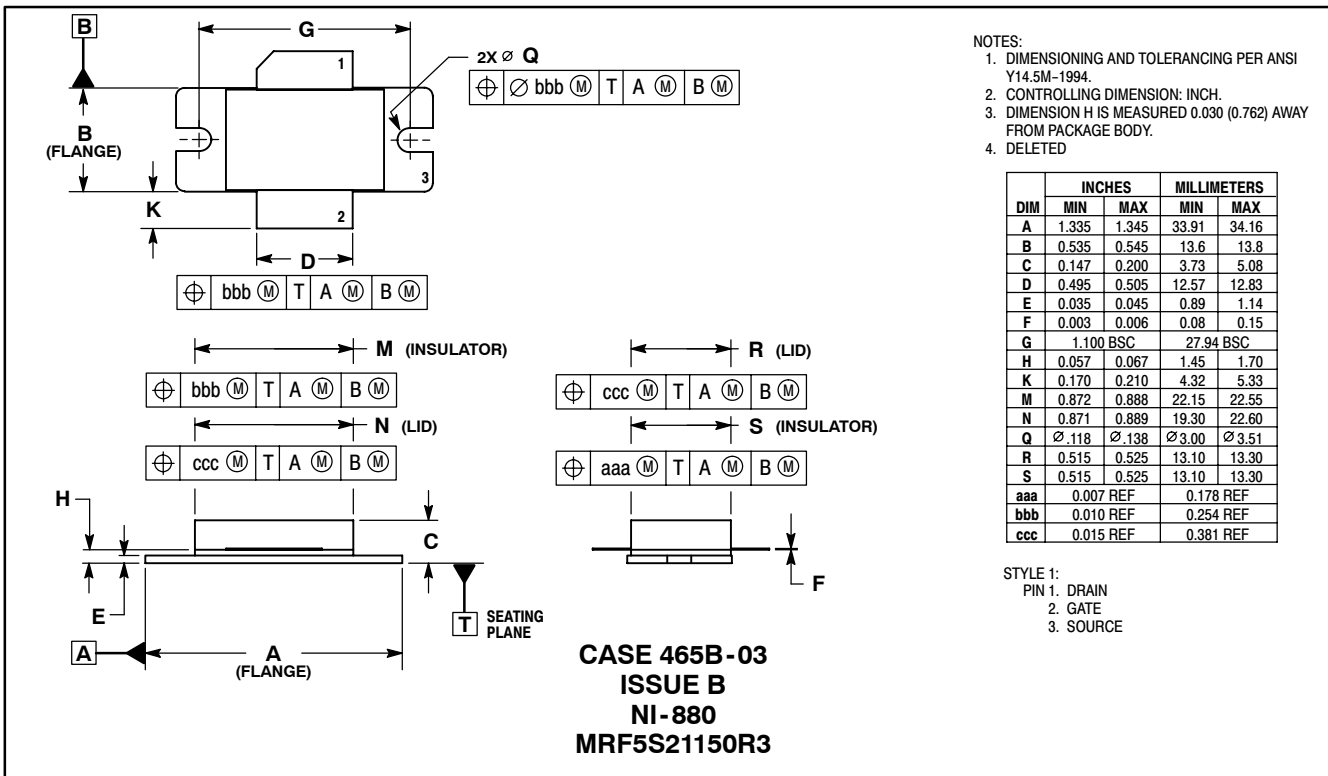 B
G
1
2X ⌀ Q
⌖ ⌀ bbb Ⓜ T A Ⓜ B Ⓜ
B
(FLANGE)
3
K
2
D
⌖ bbb Ⓜ T A Ⓜ B Ⓜ
M (INSULATOR)
⌖ bbb Ⓜ T A Ⓜ B Ⓜ
N (LID)
⌖ ccc Ⓜ T A Ⓜ B Ⓜ
R (LID)
⌖ ccc Ⓜ T A Ⓜ B Ⓜ
S (INSULATOR)
⌖ aaa Ⓜ T A Ⓜ B Ⓜ
H
C
E
F
T SEATING
PLANE
A
A
(FLANGE)
CASE 465B-03
ISSUE B
NI-880
MRF5S21150R3
NOTES:
1. DIMENSIONING AND TOLERANCING PER ANSI
Y14.5M-1994.
2. CONTROLLING DIMENSION: INCH.
3. DIMENSION H IS MEASURED 0.030 (0.762) AWAY
FROM PACKAGE BODY.
4. DELETED
INCHES MILLIMETERS
DIM MIN MAX MIN MAX
A 1.335 1.345 33.91 34.16
B 0.535 0.545 13.6 13.8
C 0.147 0.200 3.73 5.08
D 0.495 0.505 12.57 12.83
E 0.035 0.045 0.89 1.14
F 0.003 0.006 0.08 0.15
G 1.100 BSC 27.94 BSC
H 0.057 0.067 1.45 1.70
K 0.170 0.210 4.32 5.33
M 0.872 0.888 22.15 22.55
N 0.871 0.889 19.30 22.60
Q ⌀.118 ⌀.138 ⌀3.00 ⌀3.51
R 0.515 0.525 13.10 13.30
S 0.515 0.525 13.10 13.30
aaa 0.007 REF 0.178 REF
bbb 0.010 REF 0.254 REF
ccc 0.015 REF 0.381 REF
STYLE 1:
PIN 1. DRAIN
2. GATE
3. SOURCE